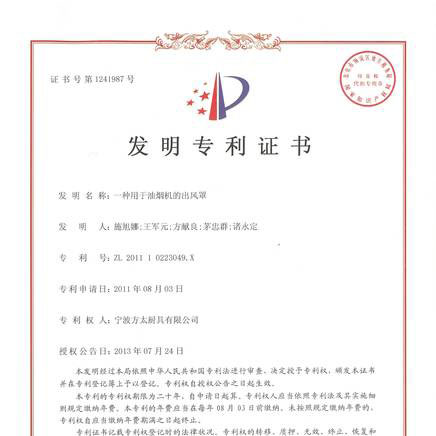 证书号第1241987号
印花税
代扣专用章
发明专利证书
发明名称:一种用于油烟机的出风罩
发明人:施旭娜;王军元;方献良;茅忠群;诸永定
专利号:ZL 2011 1 0223049.X
专利申请日:2011年08月03日
专利权人:宁波方太厨具有限公司
授权公告日:2013年07月24日
本发明经过本局依照中华人民共和国专利法进行审查，决定授予专利权，颁发本证书
并在专利登记簿上予以登记。专利权自授权公告之日起生效。
本专利的专利权期限为二十年，自申请日起算。专利权人应当依照专利法及其实施细
则规定缴纳年费。本专利的年费应当在每年08月03日前缴纳。未按照规定缴纳年费的，
专利权自应当缴纳年费期满之日起终止。
专利证书记载专利权登记时的法律状况。专利权的转移、质押、无效、终止、恢复和